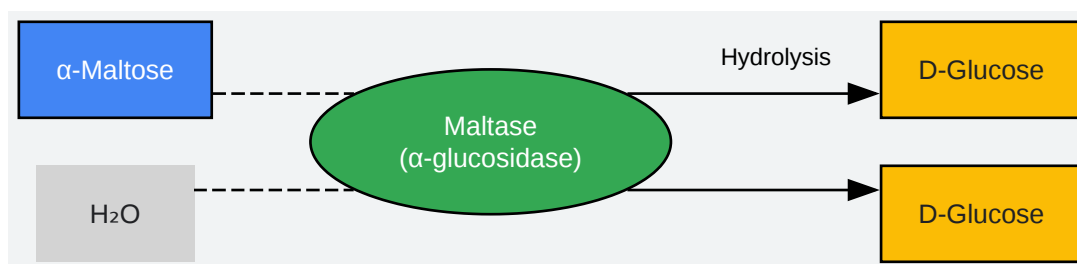 α-Maltose
Hydrolysis
D-Glucose
Maltase
(α-glucosidase)
H₂O
D-Glucose